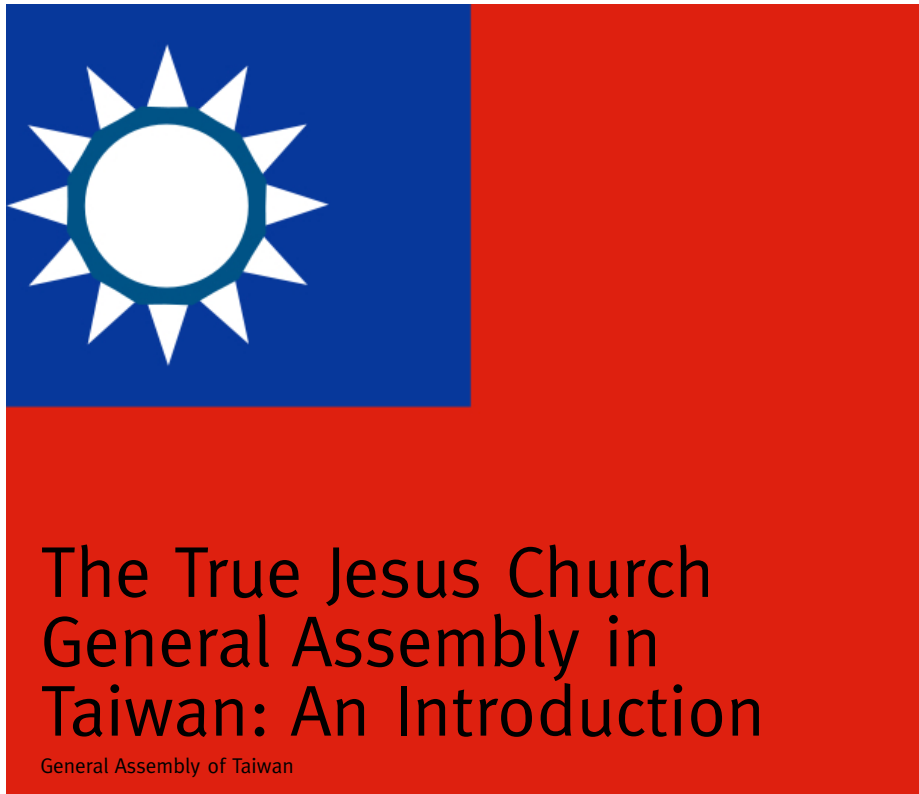 The True Jesus Church
General Assembly in
Taiwan: An Introduction
General Assembly of Taiwan